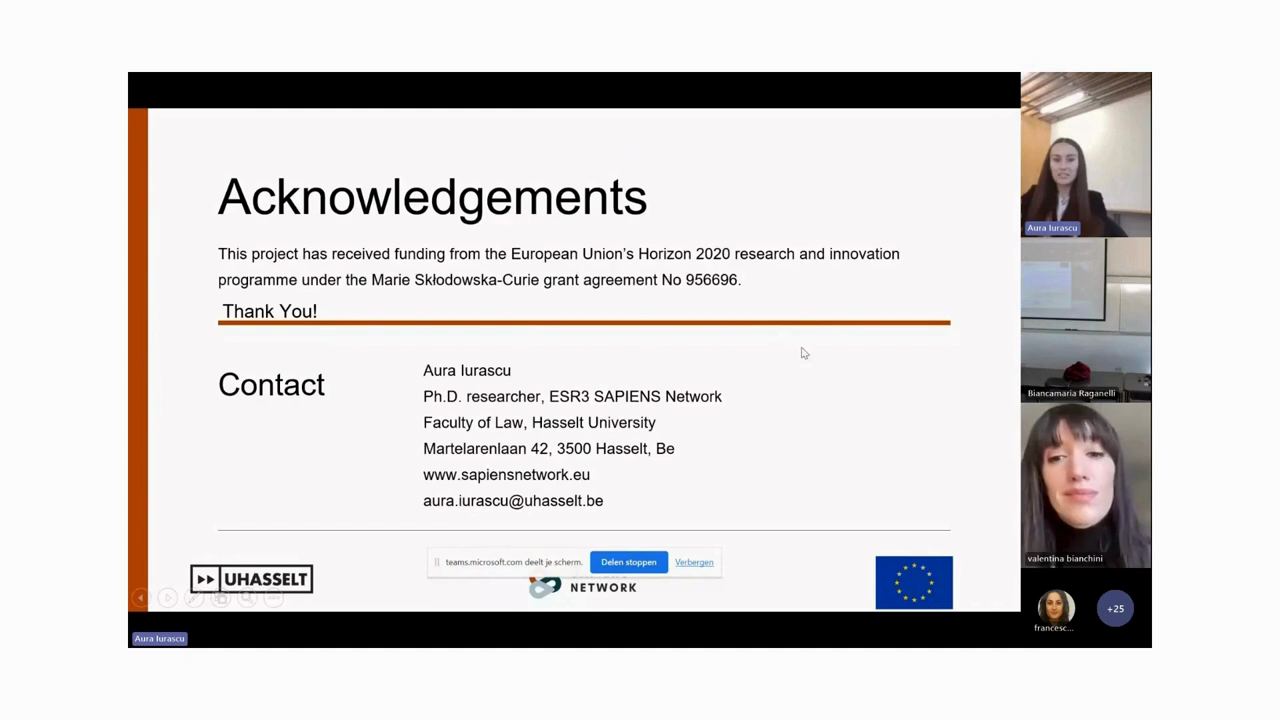 Acknowledgements
This project has received funding from the European Union's Horizon 2020 research and innovation
programme under the Marie Skłodowska-Curie grant agreement No 956696.
Thank You!
Contact
Aura Iurascu
Ph.D. researcher, ESR3 SAPIENS Network
Faculty of Law, Hasselt University
Martelarenlaan 42, 3500 Hasselt, Be
www.sapiensnetwork.eu
aura.iurascu@uhasselt.be
UHASSELT
teams.microsoft.com deelt je scherm.
Delen stoppen
Verbergen
NETWORK
Aura Iurascu
Aura Iurascu
Biancamaria Raganelli
valentina bianchini
francesc...
+25